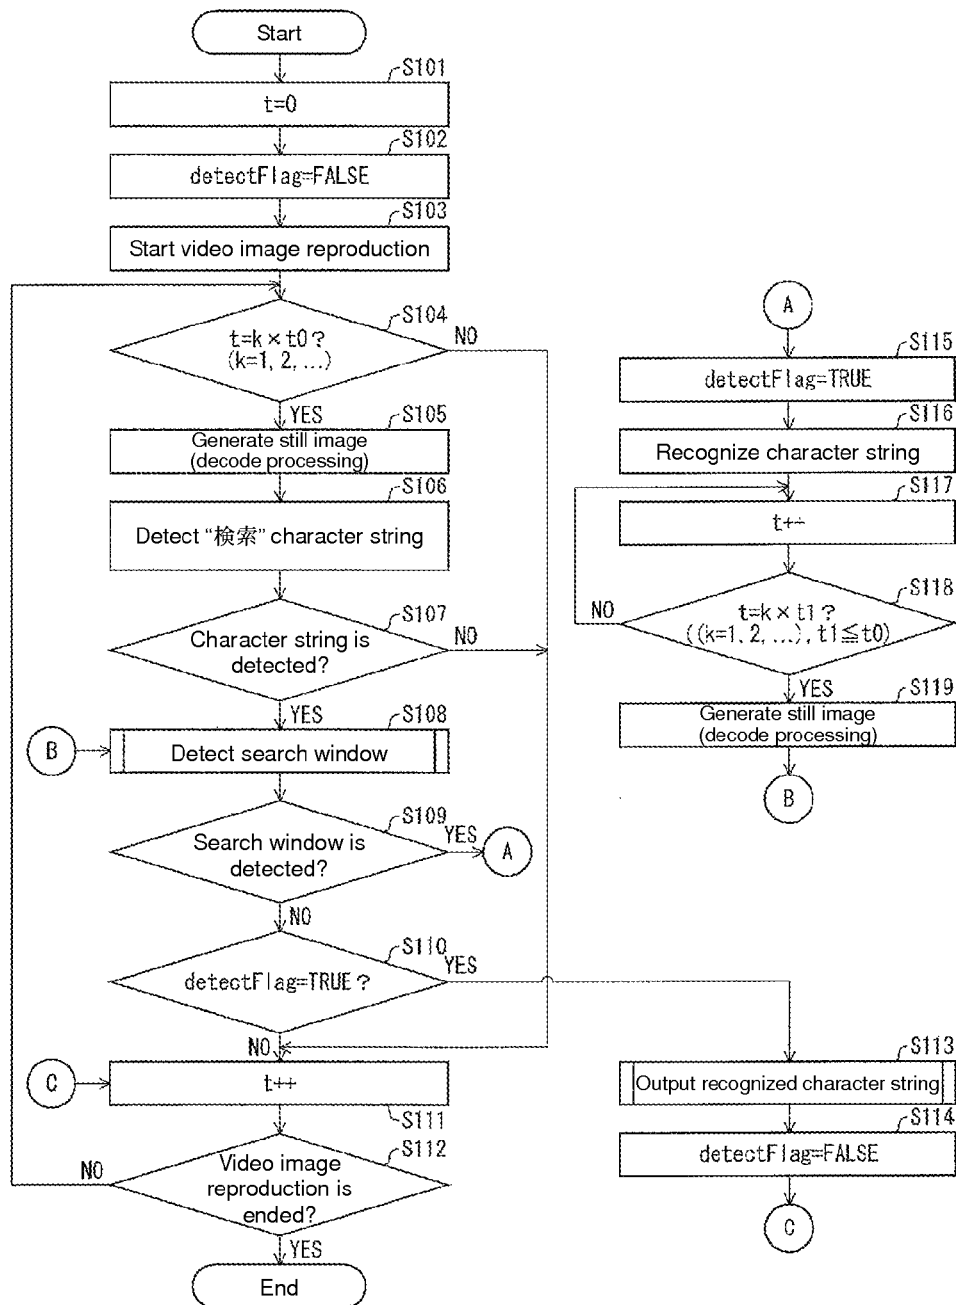 Start
S101
t=0
S102
detectFlag=FALSE
S103
Start video image reproduction
S104
t=k×t0?
(k=1, 2, ...)
NO
YES
S105
Generate still image
(decode processing)
S106
Detect “検索” character string
S107
Character string is
detected?
NO
YES
S108
B
Detect search window
S109
Search window is
detected?
YES
A
NO
S110
detectFlag=TRUE?
YES
NO
C
t++
S111
S112
Video image
reproduction is
ended?
NO
YES
End
A
S115
detectFlag=TRUE
S116
Recognize character string
S117
t++
S118
t=k×t1?
((k=1, 2, ...), t1≦t0)
NO
YES
S119
Generate still image
(decode processing)
B
S113
Output recognized character string
S114
detectFlag=FALSE
C